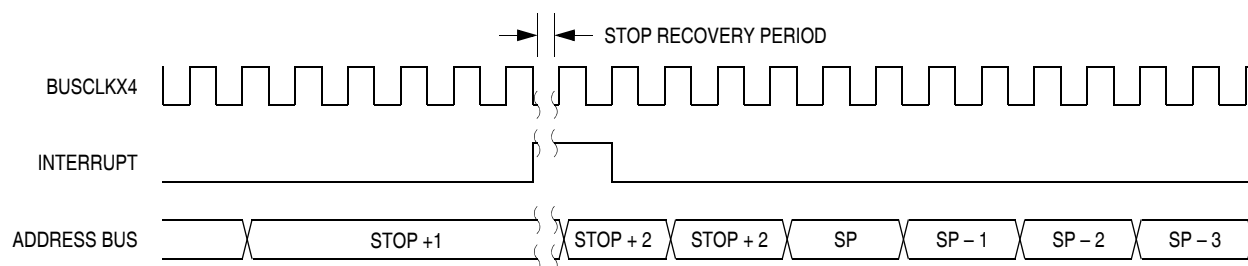 STOP RECOVERY PERIOD
BUSCLKX4
INTERRUPT
ADDRESS BUS STOP +1 STOP + 2 STOP + 2 SP SP – 1 SP – 2 SP – 3